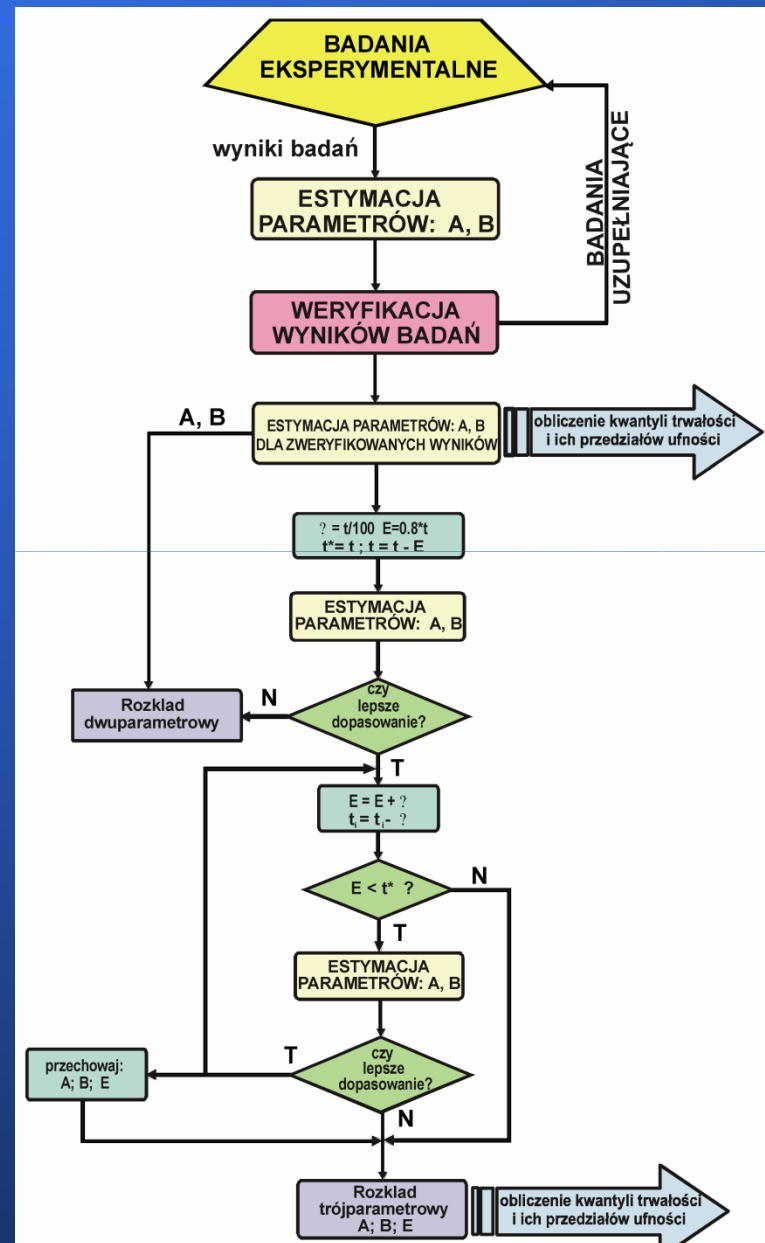 BADANIA
EKSPERYMENTALNE
wyniki badań
BADANIA
UZUPEŁNIAJĄCE
ESTYMACJA
PARAMETRÓW: A, B
WERYFIKACJA
WYNIKÓW BADAŃ
A, B
ESTYMACJA PARAMETRÓW: A, B
DLA ZWERYFIKOWANYCH WYNIKÓW
obliczenie kwantyli trwałości
i ich przedziałów ufności
? = t/100 E=0.8*t
t*= t ; t = t - E
ESTYMACJA
PARAMETRÓW: A, B
czy
lepsze
dopasowanie?
N
Rozklad
dwuparametrowy
T
E = E + ?
ti = ti - ?
E < t* ?
N
T
ESTYMACJA
PARAMETRÓW: A, B
czy
lepsze
dopasowanie?
T
przechowaj:
A; B; E
N
Rozklad
trójparametrowy
A; B; E
obliczenie kwantyli trwałości
i ich przedziałów ufności